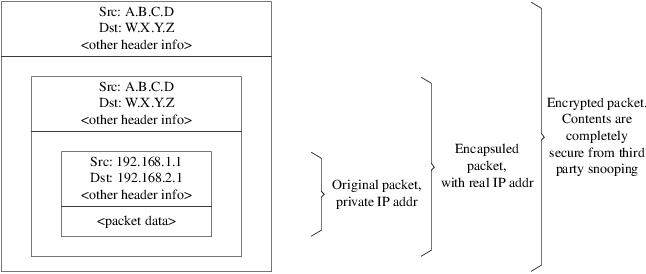 Src: A.B.C.D
Dst: W.X.Y.Z
<other header info>
Src: A.B.C.D
Dst: W.X.Y.Z
<other header info>
Src: 192.168.1.1
Dst: 192.168.2.1
<other header info>
<packet data>
Original packet,
private IP addr
Encapsuled
packet,
with real IP addr
Encrypted packet.
Contents are
completely
secure from third
party snooping